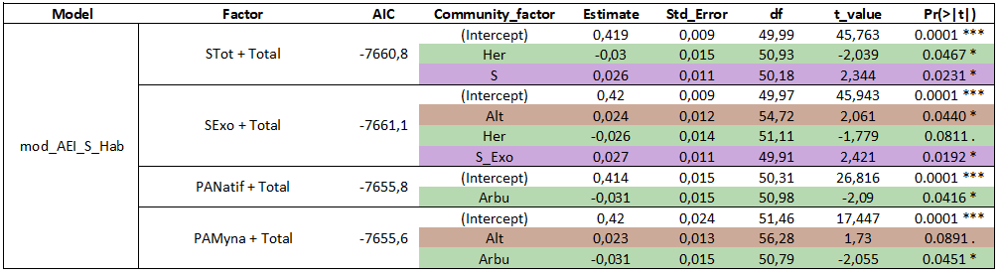 Model Factor AIC Community_factor Estimate Std_Error df t_value Pr(>|t|)
mod_AEI_S_Hab
STot + Total -7660,8
(Intercept) 0,419 0,009 49,99 45,763 0.0001 ***
Her -0,03 0,015 50,93 -2,039 0.0467 *
S 0,026 0,011 50,18 2,344 0.0231 *
SExo + Total -7661,1
(Intercept) 0,42 0,009 49,97 45,943 0.0001 ***
Alt 0,024 0,012 54,72 2,061 0.0440 *
Her -0,026 0,014 51,11 -1,779 0.0811 .
S_Exo 0,027 0,011 49,91 2,421 0.0192 *
PANatif + Total -7655,8
(Intercept) 0,414 0,015 50,31 26,816 0.0001 ***
Arbu -0,031 0,015 50,98 -2,09 0.0416 *
PAMyna + Total -7655,6
(Intercept) 0,42 0,024 51,46 17,447 0.0001 ***
Alt 0,023 0,013 56,28 1,73 0.0891 .
Arbu -0,031 0,015 50,79 -2,055 0.0451 *